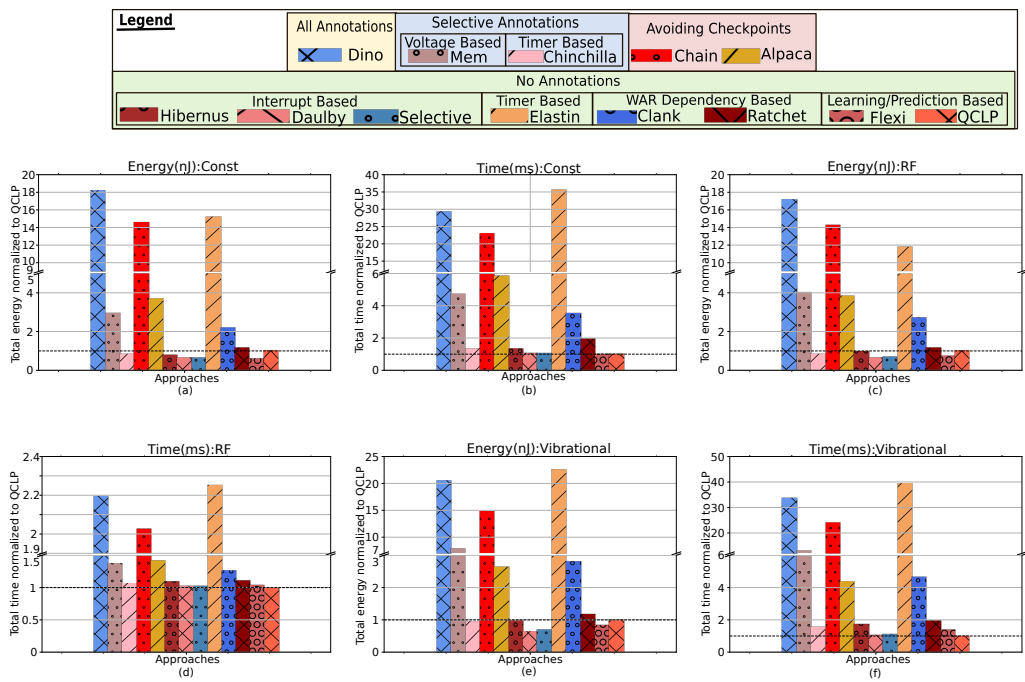 Legend
All Annotations
Dino
Selective Annotations
Voltage Based
Mem
Timer Based
Chinchilla
Avoiding Checkpoints
Chain
Alpaca
No Annotations
Interrupt Based
Hibernus
Daulby
Selective
Timer Based
Elastin
WAR Dependency Based
Clank
Ratchet
Learning/Prediction Based
Flexi
QCLP
Energy(nJ):Const
Total energy normalized to QCLP
20
18
16
14
12
10
9
5
4
2
0
Approaches
(a)
Time(ms):Const
Total time normalized to QCLP
40
35
30
25
20
15
6
4
2
1
0
Approaches
(b)
Energy(nJ):RF
Total energy normalized to QCLP
20
18
16
14
12
10
6
4
2
1
0
Approaches
(c)
Time(ms):RF
Total time normalized to QCLP
2.4
2.2
2
1.9
1.5
1
0.5
0
Approaches
(d)
Energy(nJ):Vibrational
Total energy normalized to QCLP
25
20
15
10
7
3
2
1
0
Approaches
(e)
Time(ms):Vibrational
Total time normalized to QCLP
50
40
30
20
6
4
2
1
0
Approaches
(f)